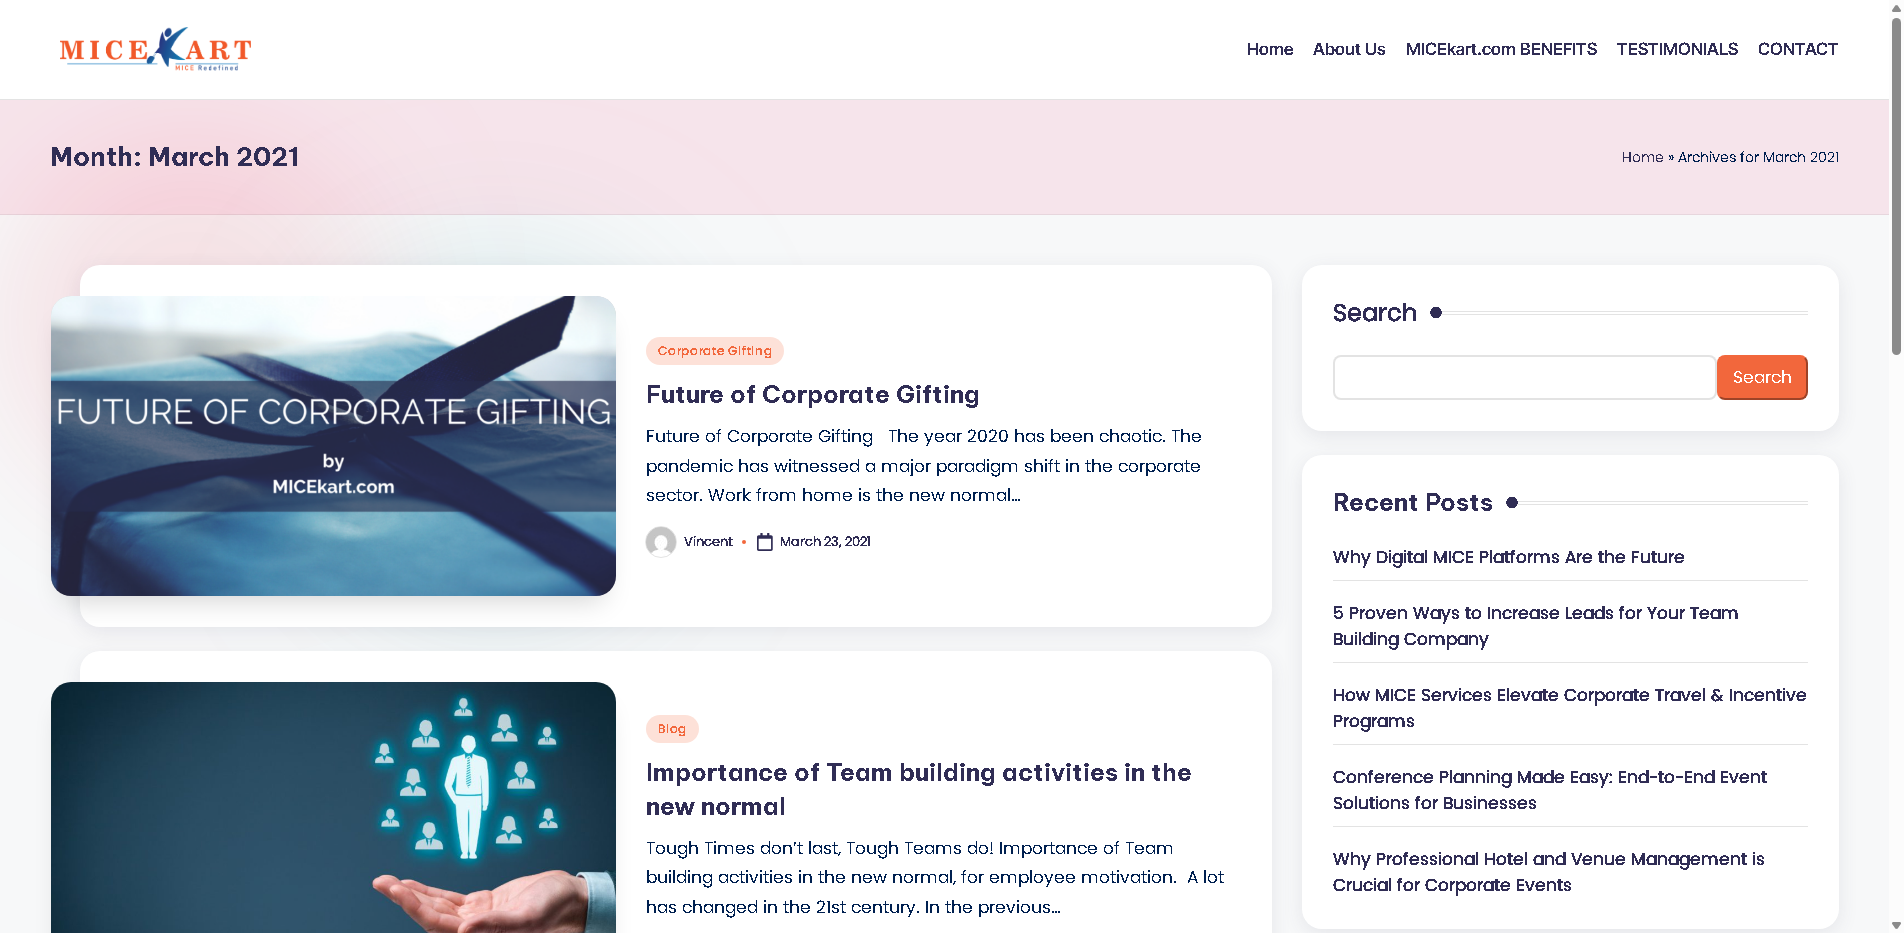 MICEKART
MICE Redefined
Home About Us MICEkart.com BENEFITS TESTIMONIALS CONTACT
Month: March 2021
Home » Archives for March 2021
FUTURE OF CORPORATE GIFTING
by
MICEkart.com
Corporate Gifting
Future of Corporate Gifting
Future of Corporate Gifting The year 2020 has been chaotic. The
pandemic has witnessed a major paradigm shift in the corporate
sector. Work from home is the new normal…
Vincent • March 23, 2021
Blog
Importance of Team building activities in the
new normal
Tough Times don’t last, Tough Teams do! Importance of Team
building activities in the new normal, for employee motivation. A lot
has changed in the 21st century. In the previous…
Search
Search
Recent Posts
Why Digital MICE Platforms Are the Future
5 Proven Ways to Increase Leads for Your Team
Building Company
How MICE Services Elevate Corporate Travel & Incentive
Programs
Conference Planning Made Easy: End-to-End Event
Solutions for Businesses
Why Professional Hotel and Venue Management is
Crucial for Corporate Events